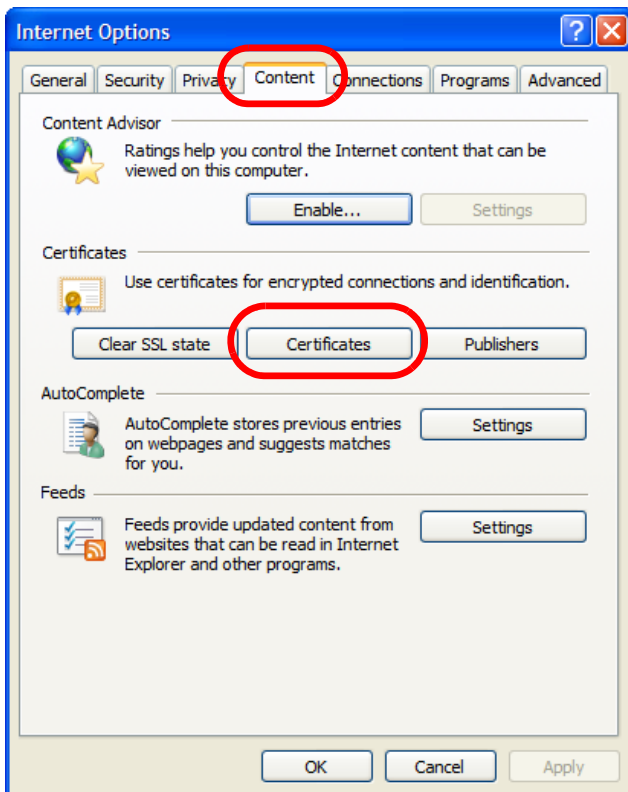 Internet Options
General Security Privacy Content Connections Programs Advanced
Content Advisor
Ratings help you control the Internet content that can be
viewed on this computer.
Enable... Settings
Certificates
Use certificates for encrypted connections and identification.
Clear SSL state Certificates Publishers
AutoComplete
AutoComplete stores previous entries
on webpages and suggests matches
for you.
Settings
Feeds
Feeds provide updated content from
websites that can be read in Internet
Explorer and other programs.
Settings
OK Cancel Apply